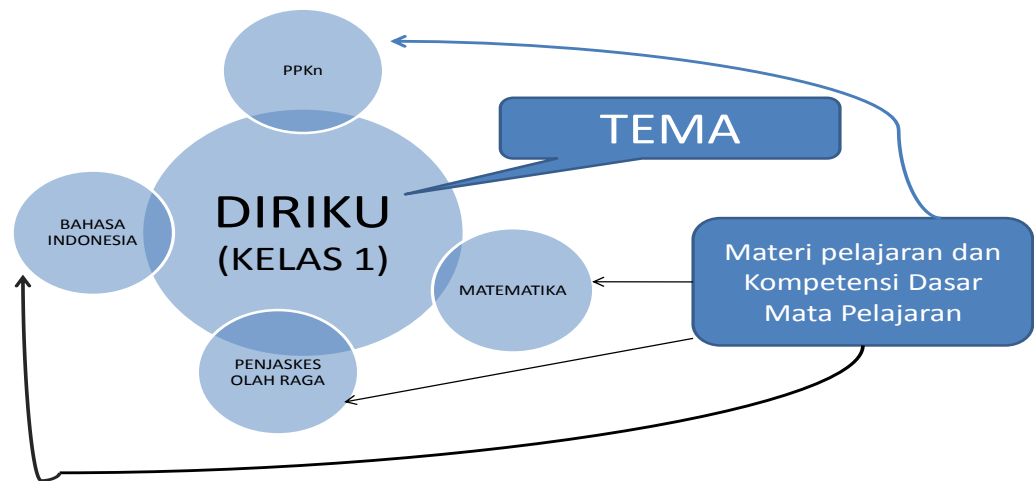 PPKn
TEMA
DIRIKU
(KELAS 1)
BAHASA
INDONESIA
MATEMATIKA
Materi pelajaran dan
Kompetensi Dasar
Mata Pelajaran
PENJASKES
OLAH RAGA